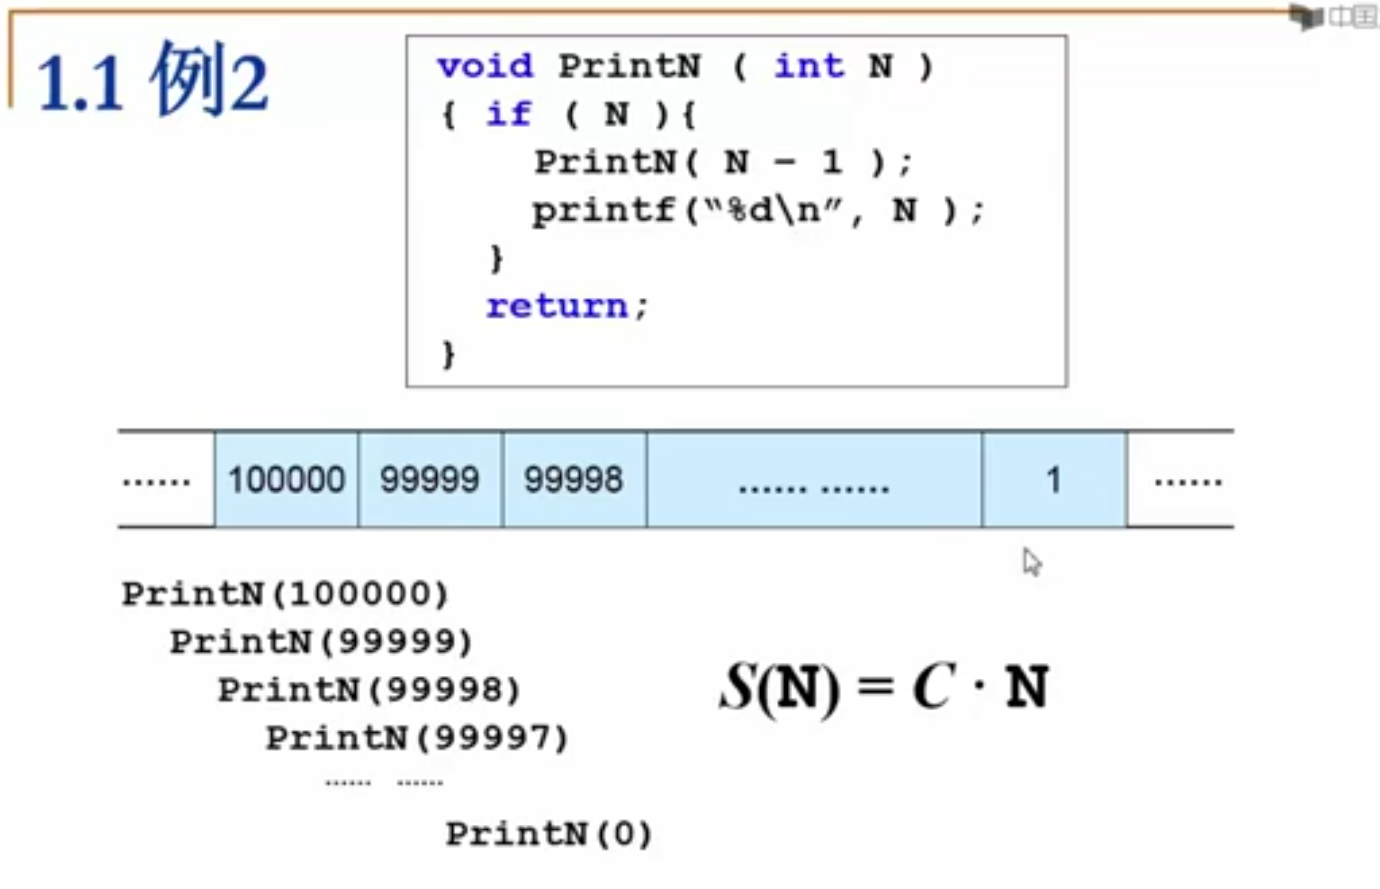 中国
1.1 例2
void PrintN ( int N )
{ if ( N ){
PrintN( N − 1 );
printf(“%d\n”, N );
}
return;
}
...... 100000 99999 99998 ...... ...... 1 ......
PrintN(100000)
PrintN(99999)
PrintN(99998)
PrintN(99997)
...... ......
PrintN(0)
S(N) = C · N